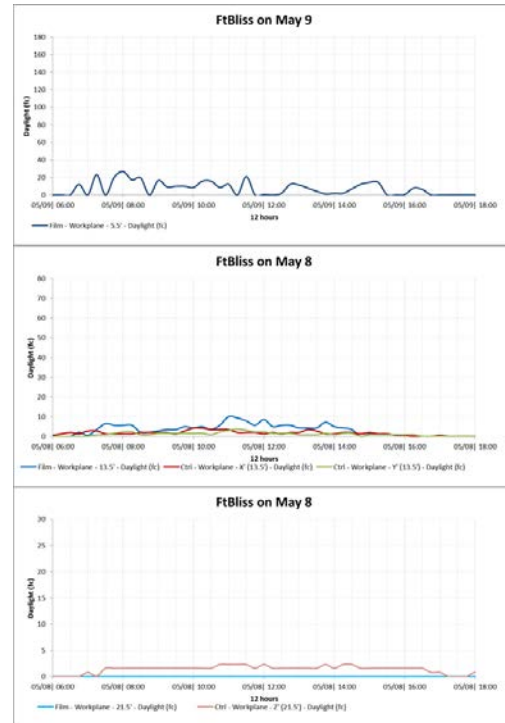 FtBliss on May 9
180
160
140
120
100
80
60
40
20
0
Daylight (fc)
05/09| 06:00 05/09| 08:00 05/09| 10:00 05/09| 12:00 05/09| 14:00 05/09| 16:00 05/09| 18:00
12 hours
Film - Workplane - 5.5' - Daylight (fc)
FtBliss on May 8
80
70
60
50
40
30
20
10
0
Daylight (fc)
05/08| 06:00 05/08| 08:00 05/08| 10:00 05/08| 12:00 05/08| 14:00 05/08| 16:00 05/08| 18:00
12 hours
Film - Workplane - 13.5' - Daylight (fc) Ctrl - Workplane - X' (13.5') - Daylight (fc) Ctrl - Workplane - Y' (13.5') - Daylight (fc)
FtBliss on May 8
30
25
20
15
10
5
0
Daylight (fc)
05/08| 06:00 05/08| 08:00 05/08| 10:00 05/08| 12:00 05/08| 14:00 05/08| 16:00 05/08| 18:00
12 hours
Film - Workplane - 21.5' - Daylight (fc) Ctrl - Workplane - Z' (21.5') - Daylight (fc)